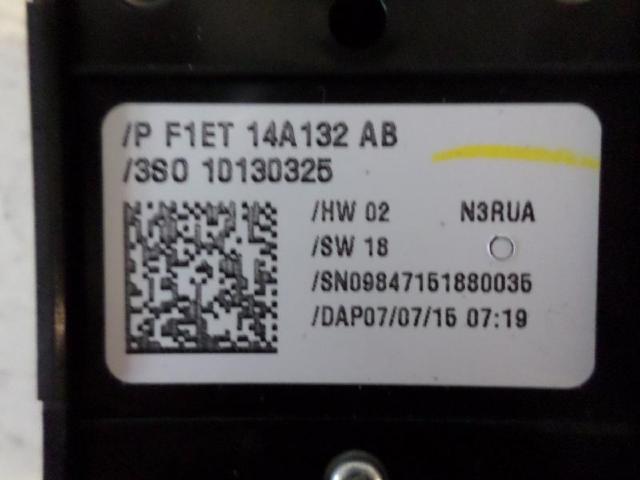 /P F1ET 14A132 AB
/3S0 10130325
/HW 02 N3RUA
/SW 18
/SN09847151880035
/DAP07/07/15 07:19